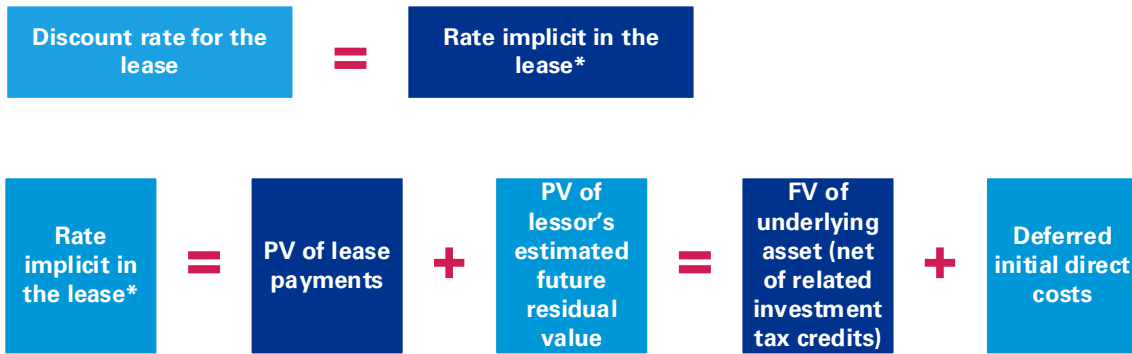 Discount rate for the
lease
=
Rate implicit in the
lease*
Rate
implicit in
the lease*
=
PV of lease
payments
+
PV of
lessor's
estimated
future
residual
value
=
FV of
underlying
asset (net
of related
investment
tax credits)
+
Deferred
initial direct
costs